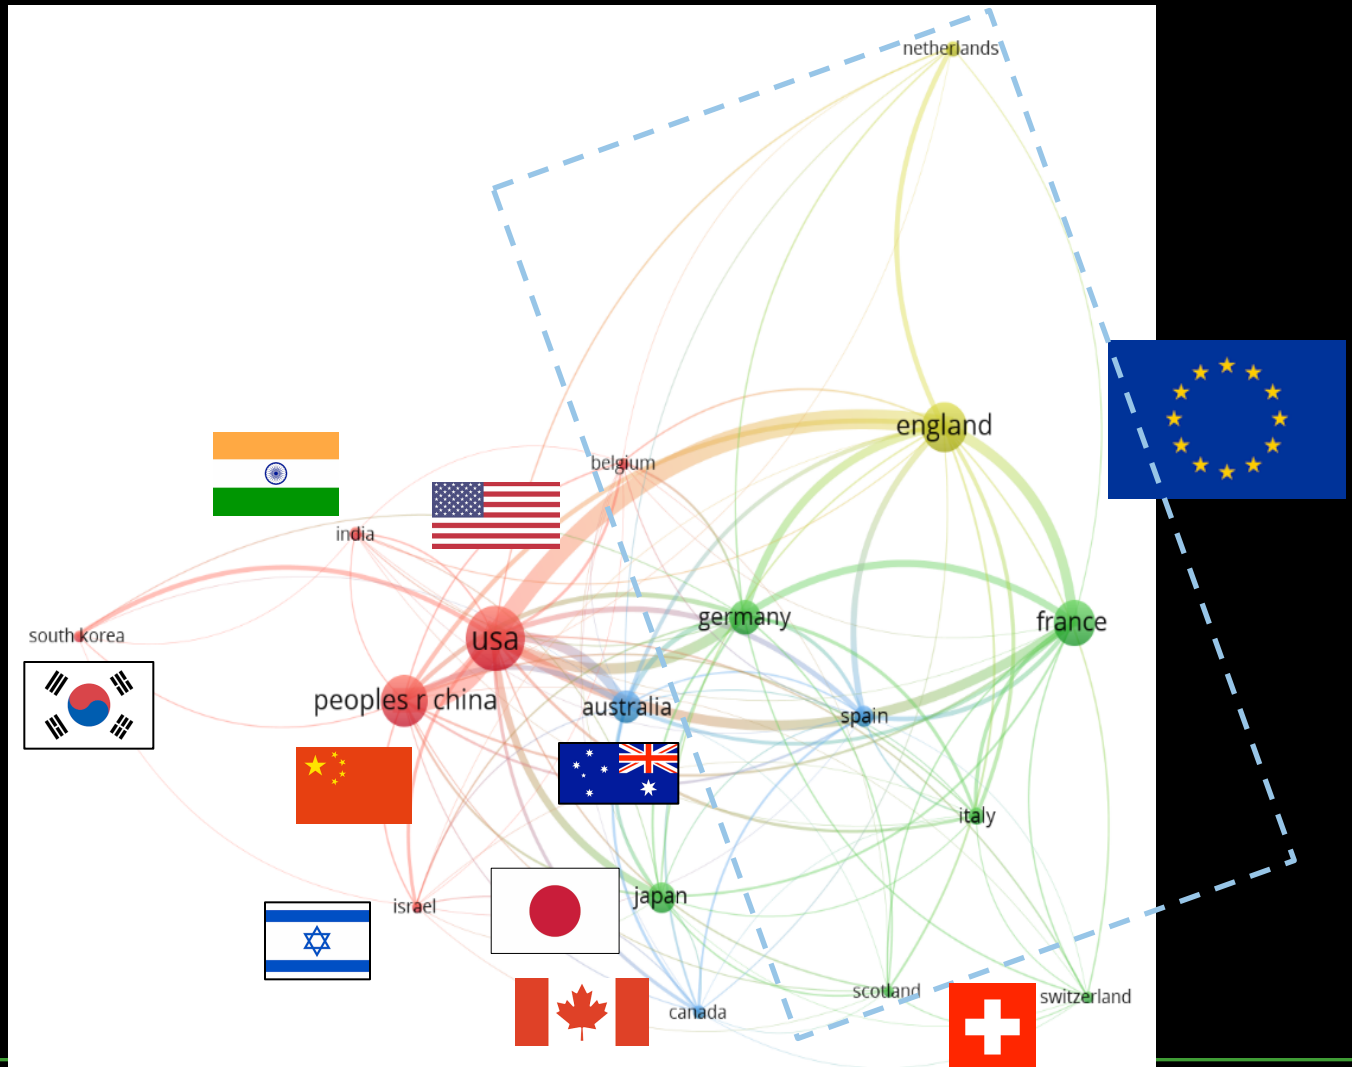 netherlands
england
belgium
india
germany
france
south korea
usa
peoples r china
australia
spain
italy
japan
israel
scotland
switzerland
canada